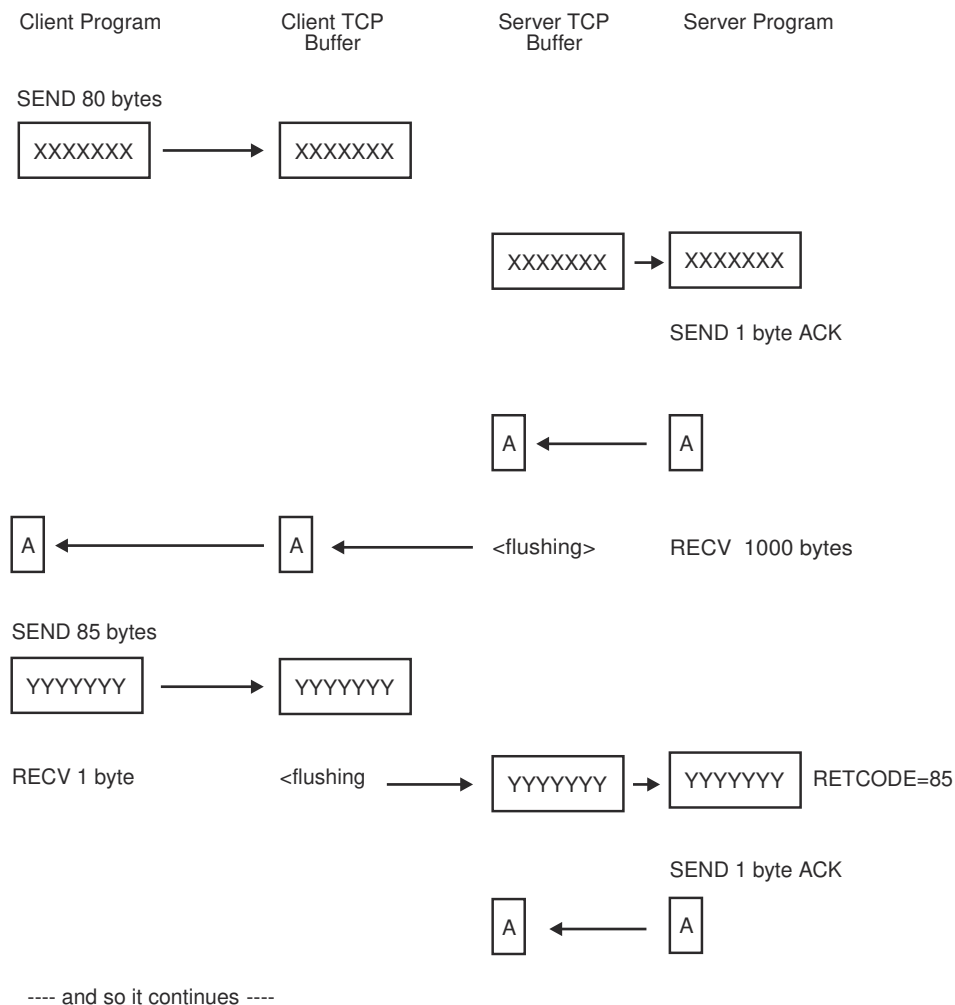 Client Program
Client TCP
Buffer
Server TCP
Buffer
Server Program
SEND 80 bytes
XXXXXXX
XXXXXXX
XXXXXXX
XXXXXXX
SEND 1 byte ACK
A
A
A
A
<flushing>
RECV 1000 bytes
SEND 85 bytes
YYYYYYY
YYYYYYY
RECV 1 byte
<flushing
YYYYYYY
YYYYYYY
RETCODE=85
SEND 1 byte ACK
A
A
---- and so it continues ----